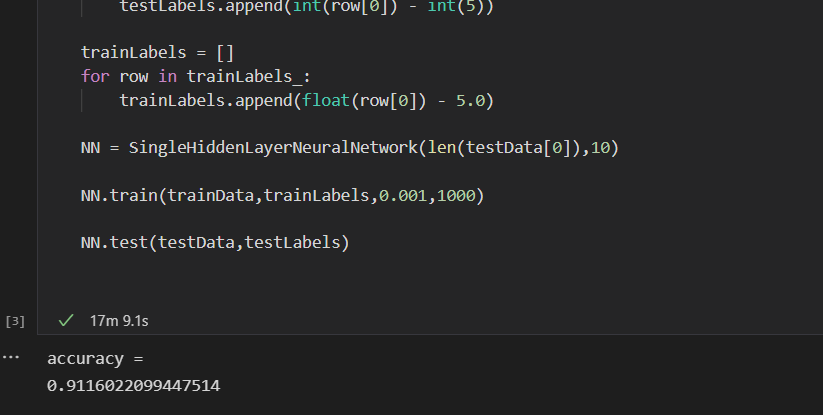 testLabels.append(int(row[0]) - int(5))
trainLabels = []
for row in trainLabels_:
trainLabels.append(float(row[0]) - 5.0)
NN = SingleHiddenLayerNeuralNetwork(len(testData[0]),10)
NN.train(trainData,trainLabels,0.001,1000)
NN.test(testData,testLabels)
[3] ✓ 17m 9.1s
... accuracy =
0.9116022099447514